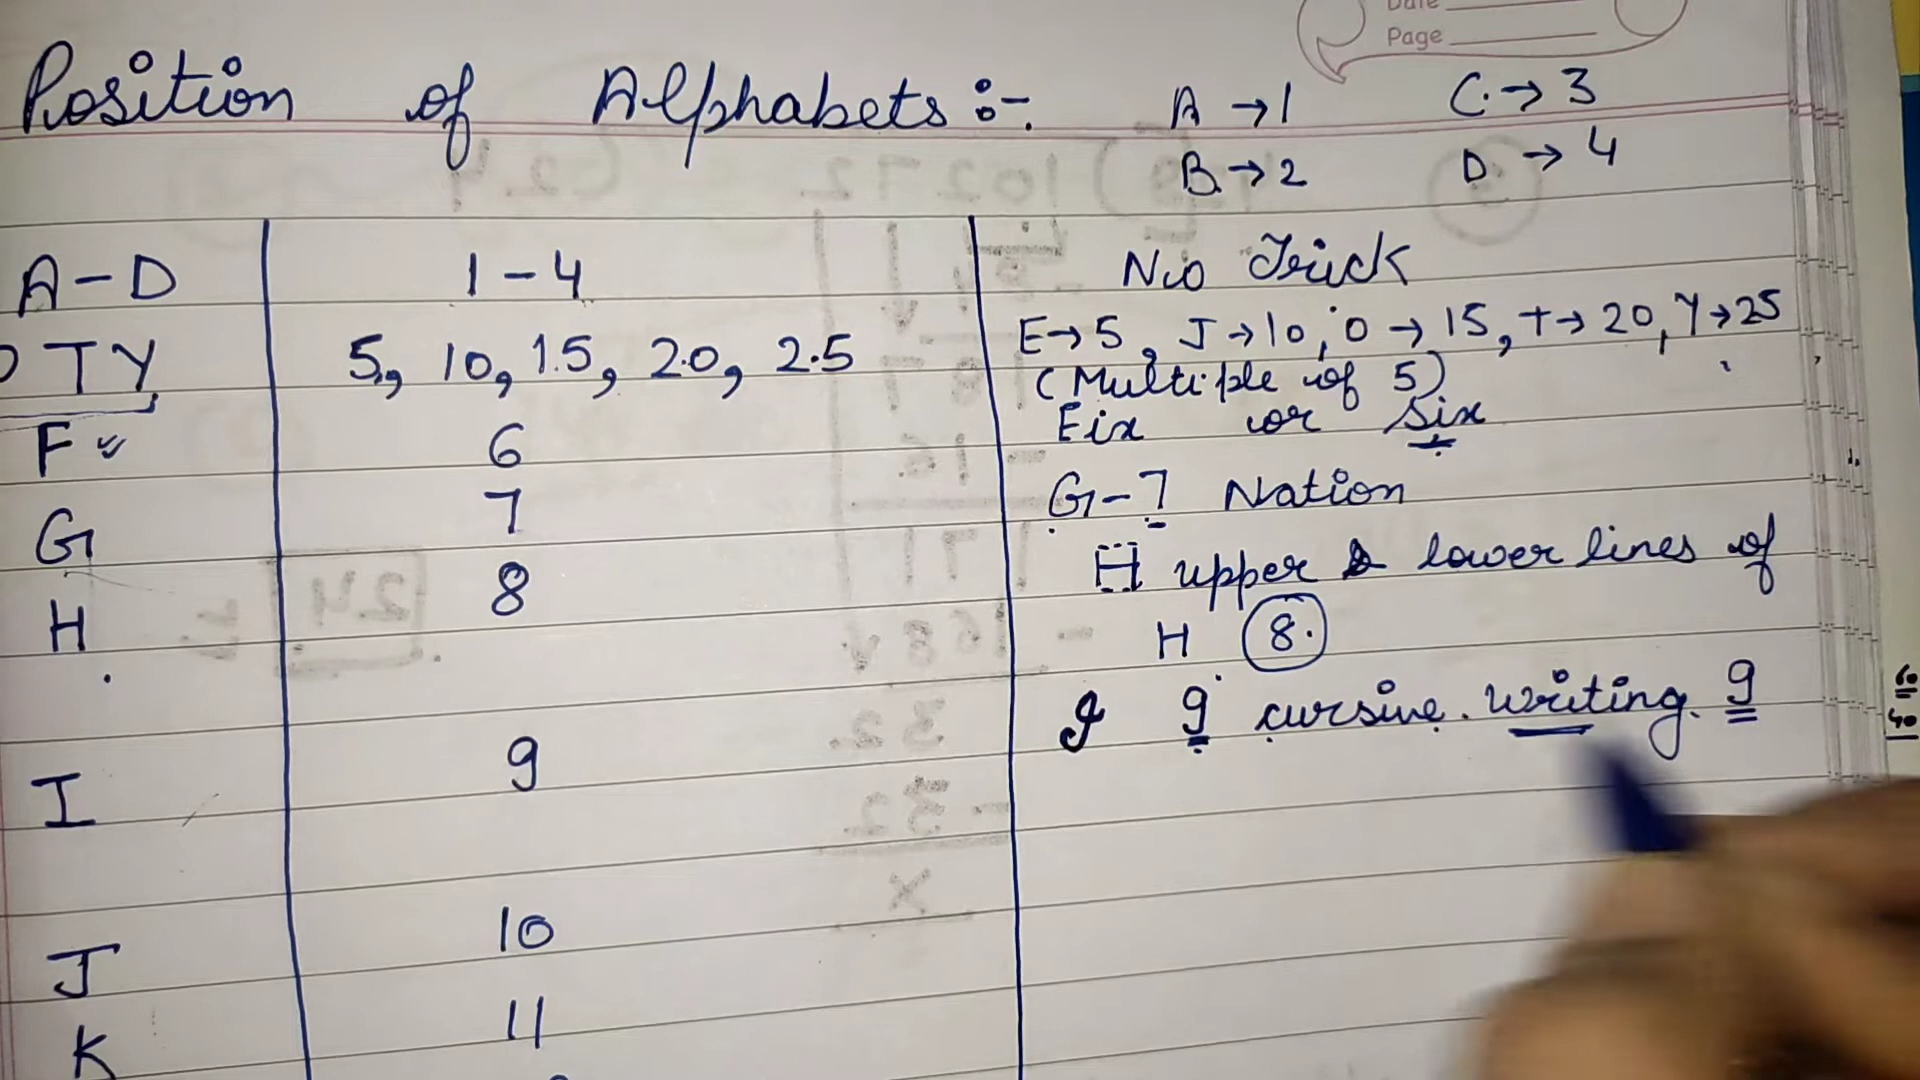 Date
Page
Position of Alphabets :-
A → 1
C. → 3
B. → 2
D. → 4
A - D 1 - 4 No Trick
O TY 5, 10, 15, 20, 25 E → 5, J → 10, O → 15, T → 20, Y → 25
(Multiple of 5)
F 6 Fix or Six
G 7 G - 7 Nation
H 8 H upper & lower lines of
H 8.
I 9 I 9 cursive. writing. 9
J 10
K 11
60
40